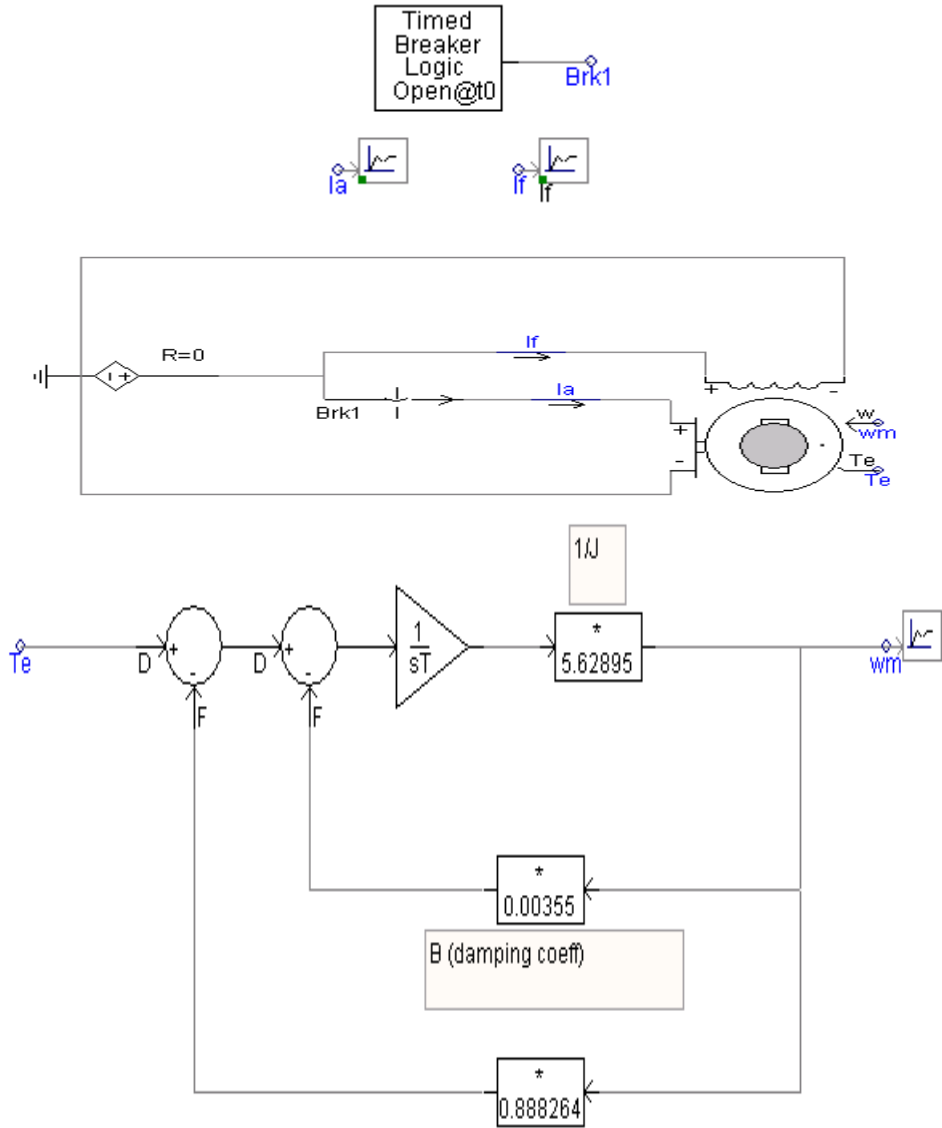 Timed
Breaker
Logic
Open@t0
Brk1
Ia
If
If
R=0
If
Ia
Brk1
+
-
+
-
W
wm
Te
Te
1/J
1
sT
*
5.62895
Te
D
+
-
F
D
+
-
F
wm
*
0.00355
B (damping coeff)
*
0.888264